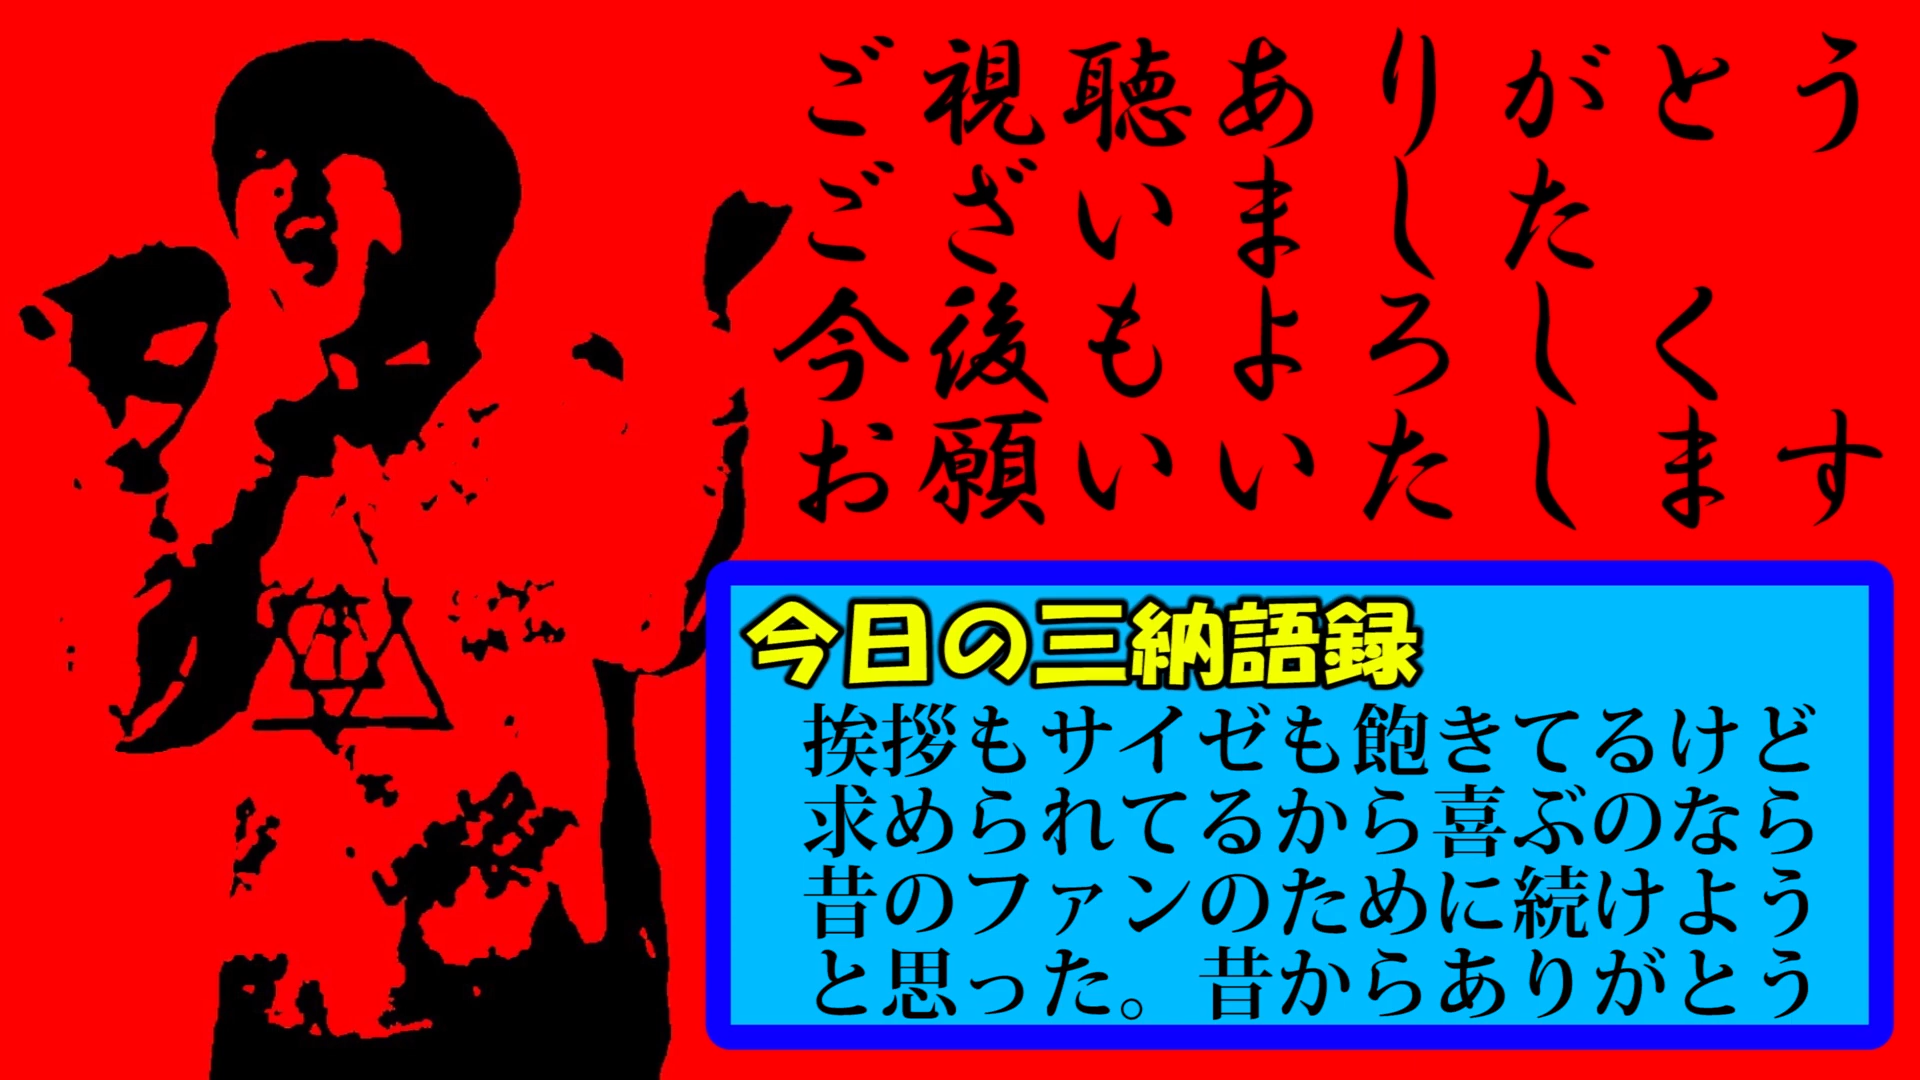 ご視聴ありがとう
ございました
今後もよろしく
お願いいたします
今日の三納語録
挨拶もサイゼも飽きてるけど
求められてるから喜ぶのなら
昔のファンのために続けよう
と思った。昔からありがとう